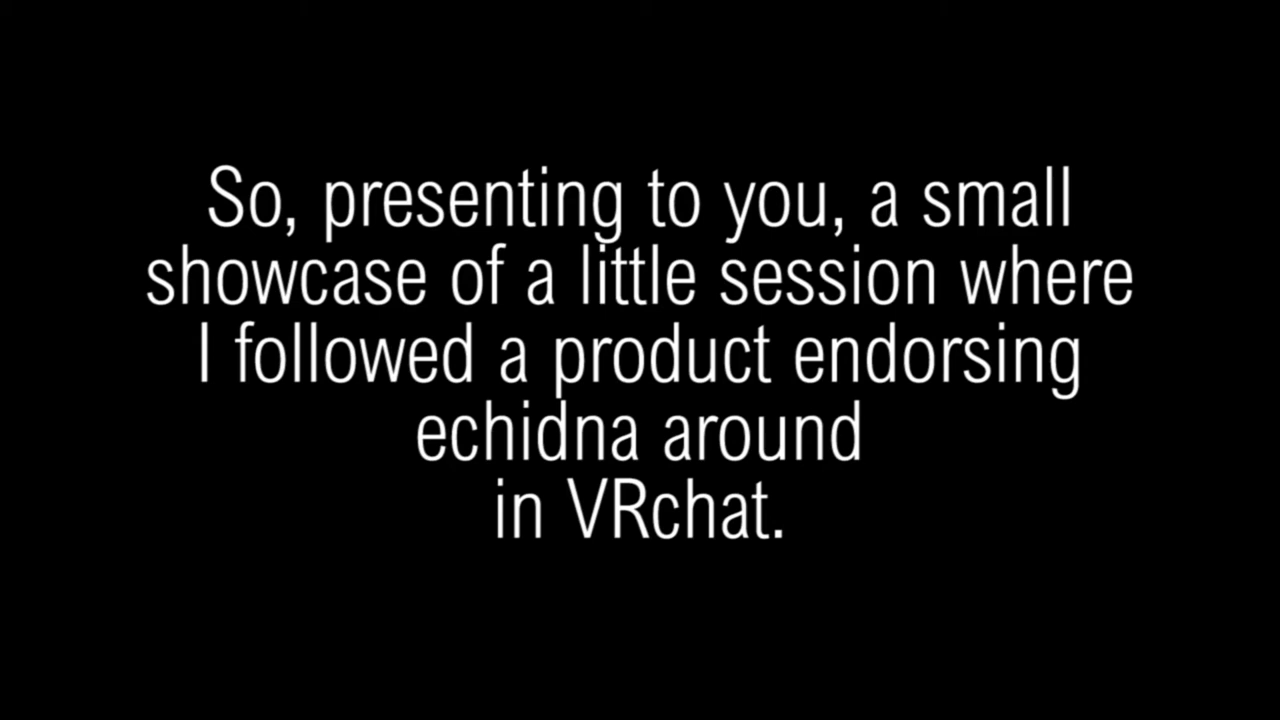 So, presenting to you, a small
showcase of a little session where
I followed a product endorsing
echidna around
in VRchat.